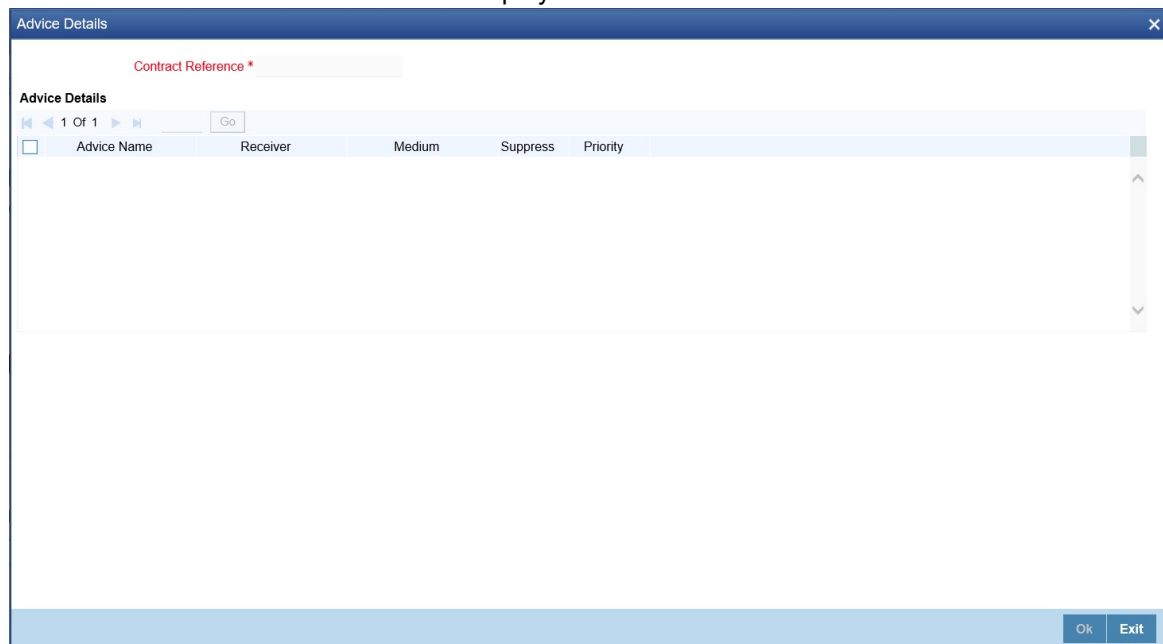 Advice Details
Contract Reference *
Advice Details
1 Of 1 Go
Advice Name Receiver Medium Suppress Priority
Ok Exit